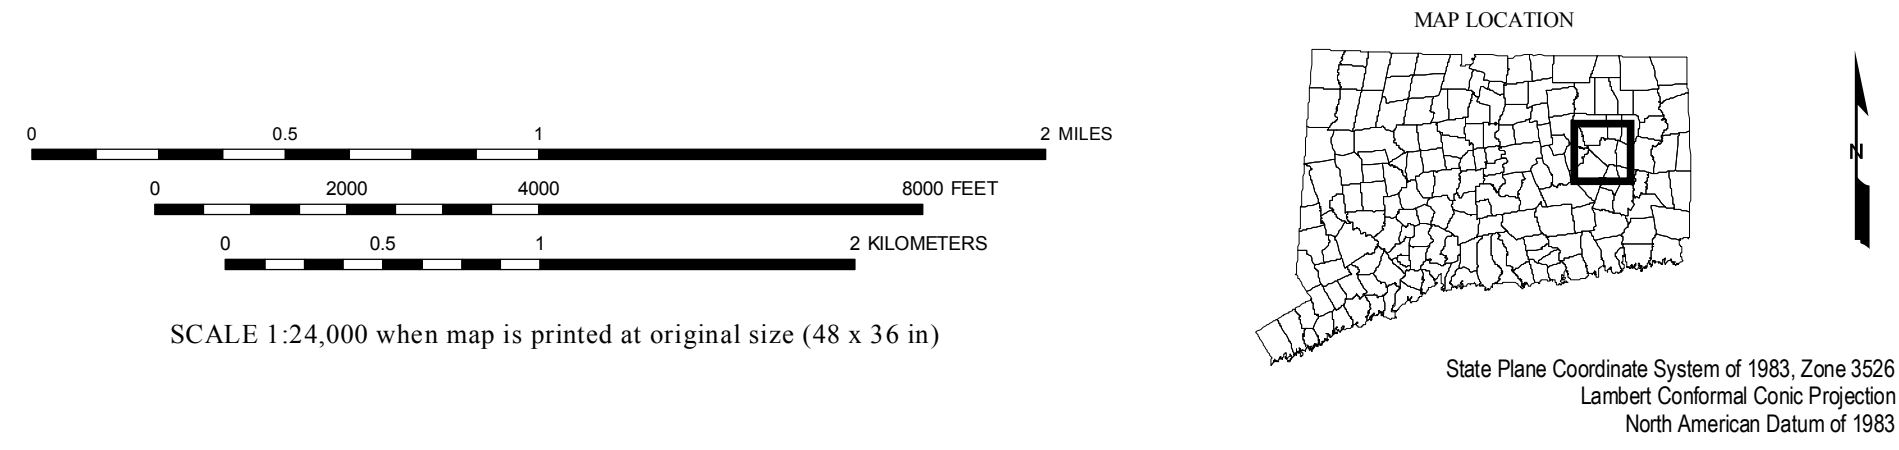 MAP LOCATION
0 0.5 1 2 MILES
0 2000 4000 8000 FEET
0 0.5 1 2 KILOMETERS
N
SCALE 1:24,000 when map is printed at original size (48 x 36 in)
State Plane Coordinate System of 1983, Zone 3526
Lambert Conformal Conic Projection
North American Datum of 1983